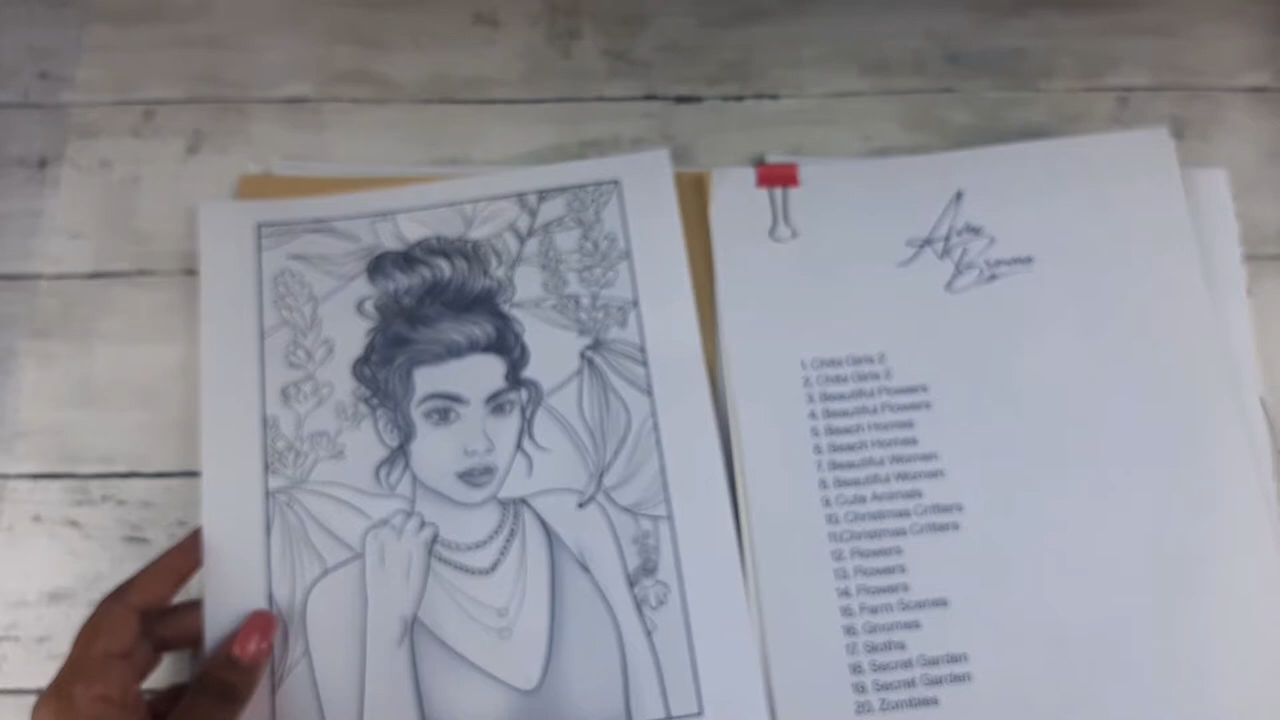 1. Chibi Girls 2
2. Chibi Girls 2
3. Beautiful Flowers
4. Beautiful Flowers
5. Beach Homes
6. Beach Homes
7. Beautiful Women
8. Beautiful Women
9. Cute Animals
10. Christmas Critters
11.Christmas Critters
12. Flowers
13. Flowers
14. Flowers
15. Farm Scenes
16. Gnomes
17. Sloths
18. Secret Garden
19. Secret Garden
20. Zombies